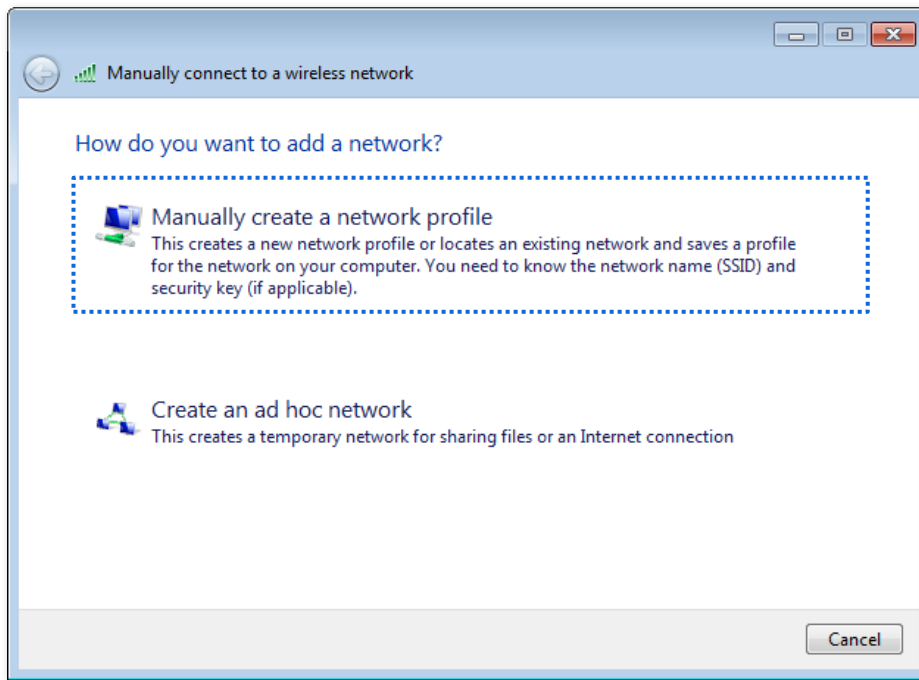 Manually connect to a wireless network
How do you want to add a network?
Manually create a network profile
This creates a new network profile or locates an existing network and saves a profile
for the network on your computer. You need to know the network name (SSID) and
security key (if applicable).
Create an ad hoc network
This creates a temporary network for sharing files or an Internet connection
Cancel